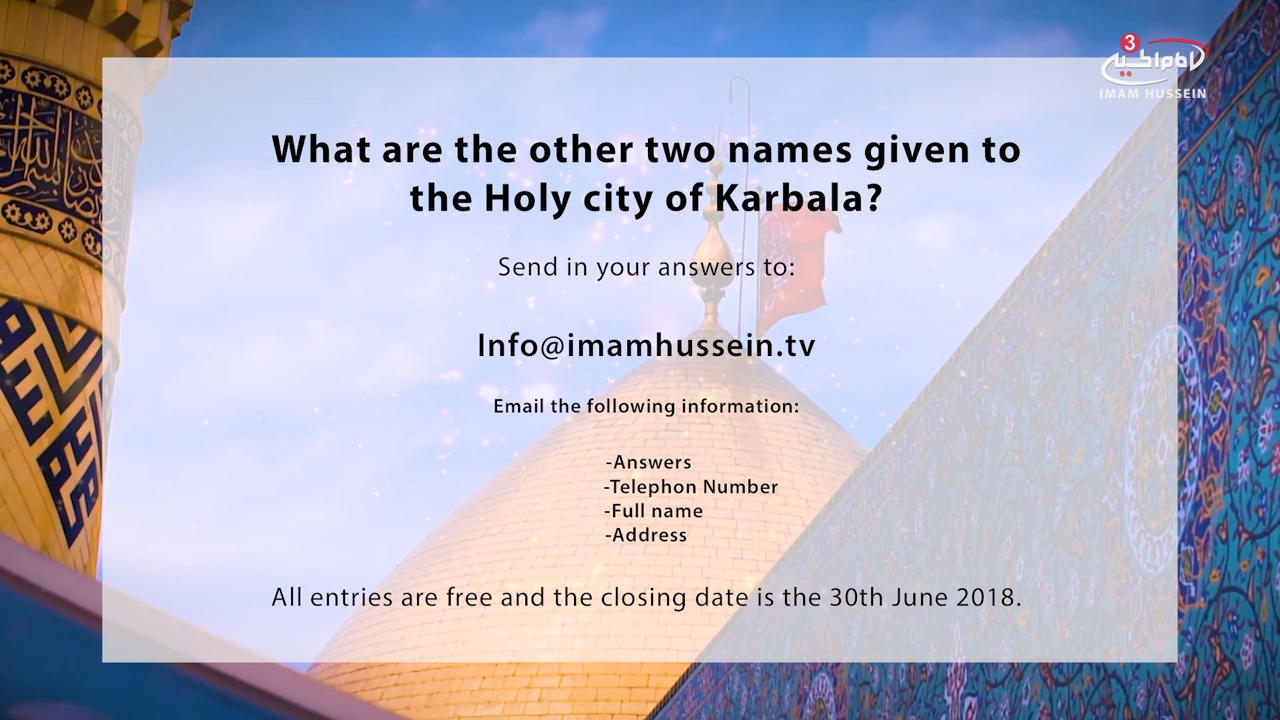 3
IMAM HUSSEIN
What are the other two names given to
the Holy city of Karbala?
Send in your answers to:
Info@imamhussein.tv
Email the following information:
-Answers
-Telephon Number
-Full name
-Address
All entries are free and the closing date is the 30th June 2018.